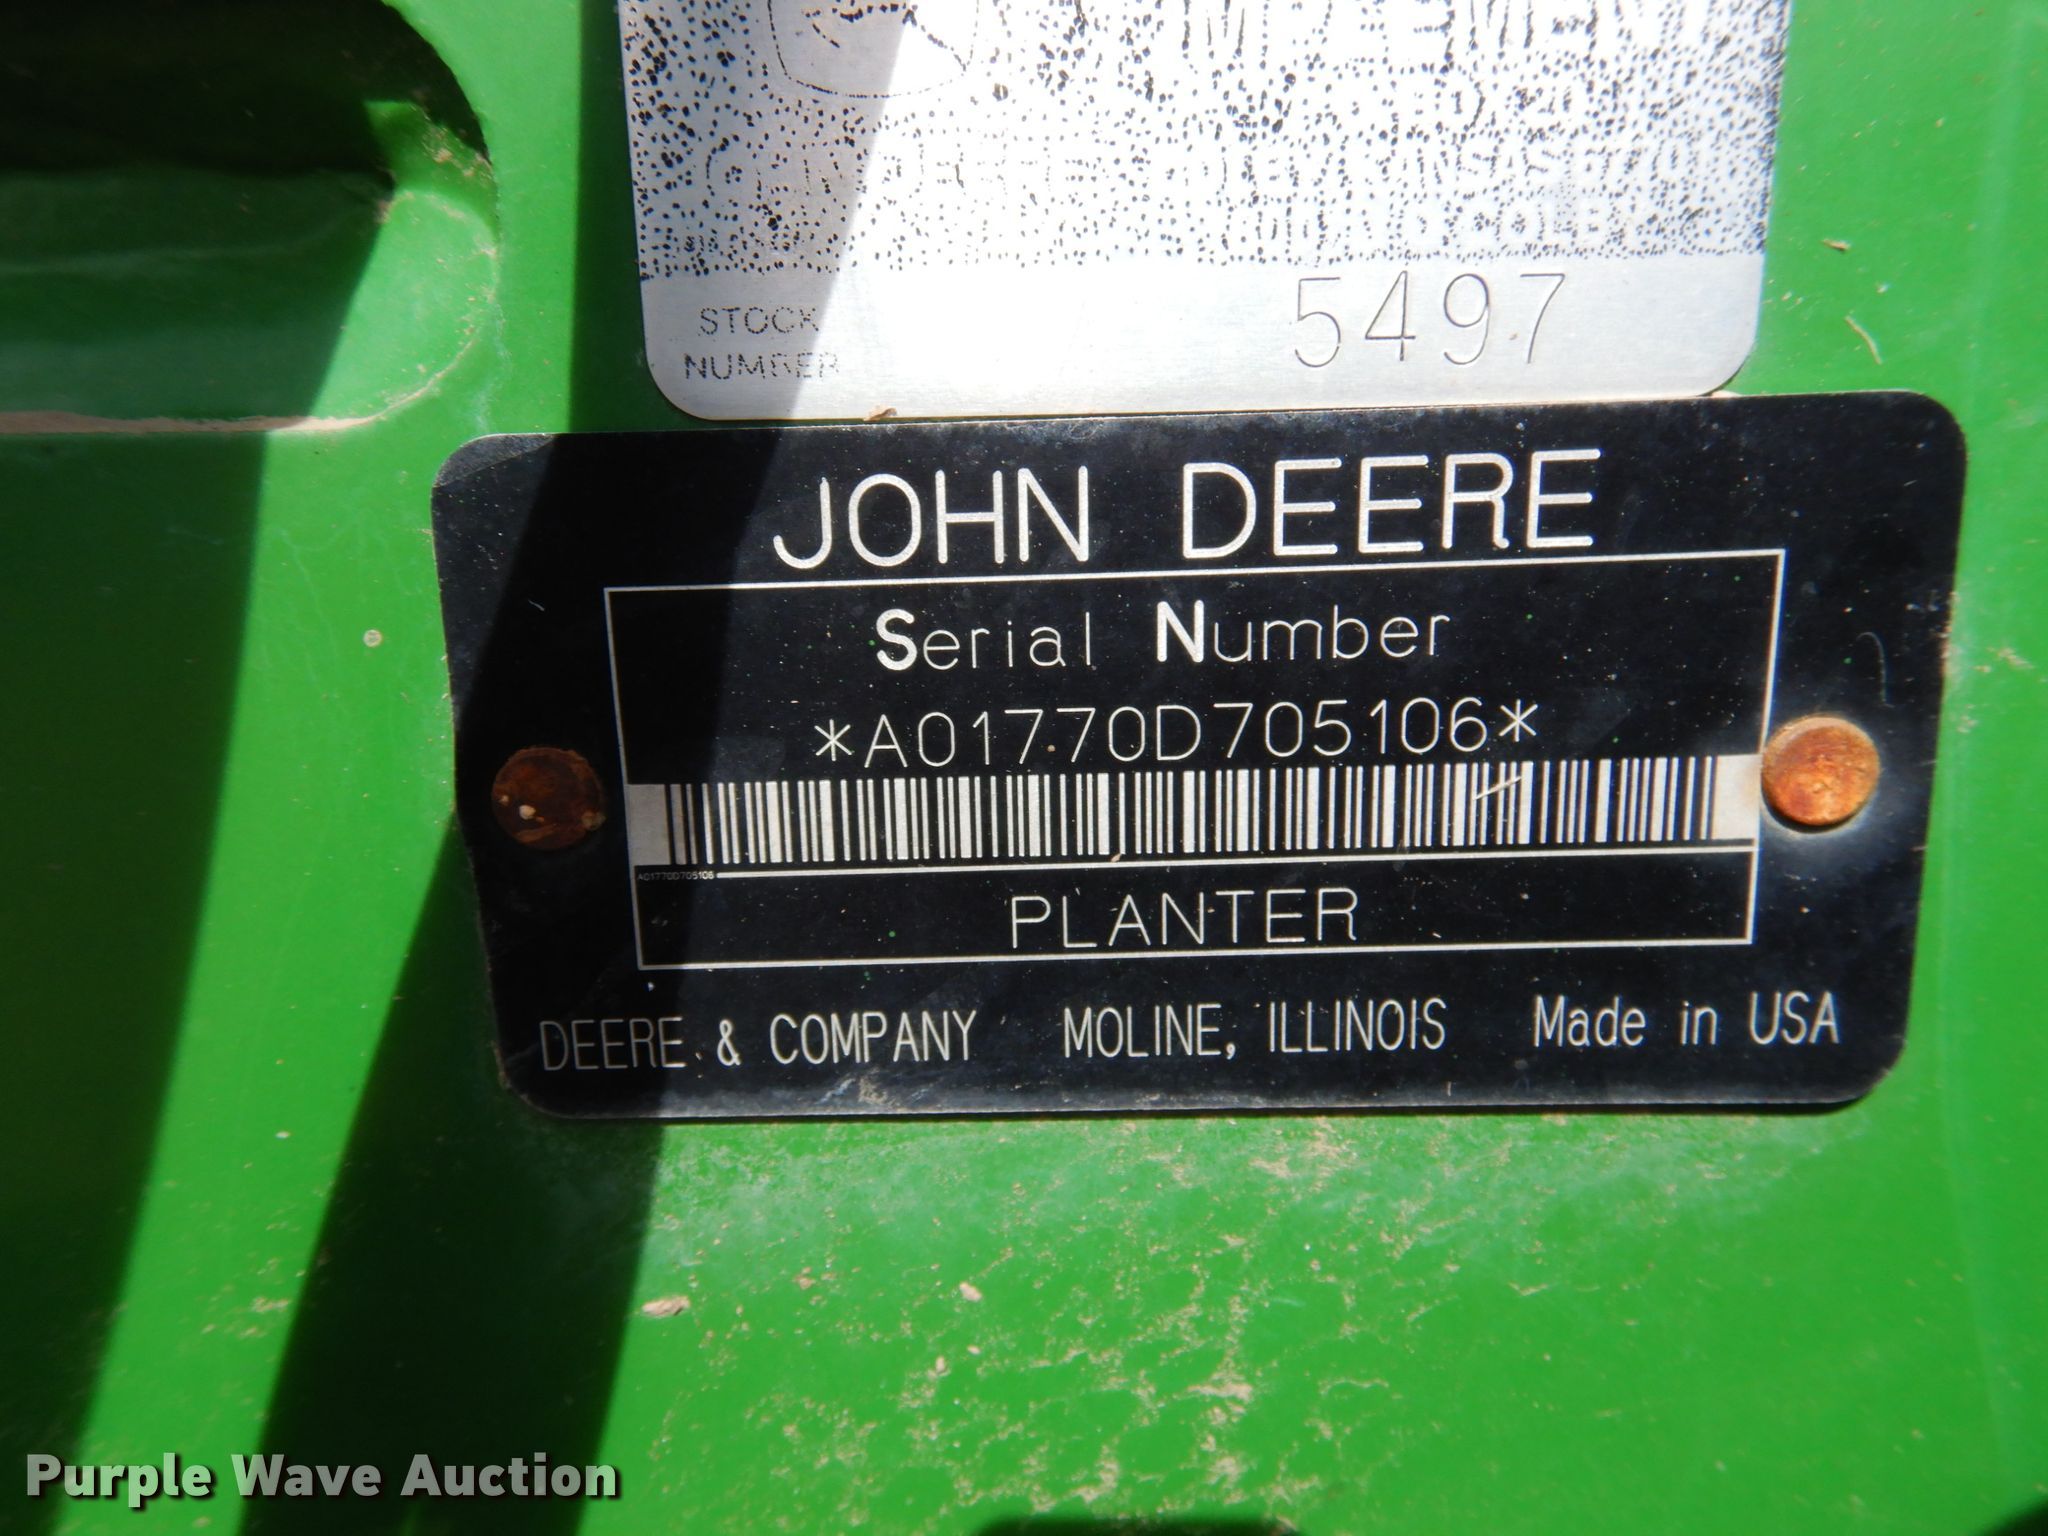 STOCK
NUMBER
5497
JOHN DEERE
Serial Number
*A01770D705106*
A01770D705106
PLANTER
DEERE & COMPANY MOLINE, ILLINOIS Made in USA
Purple Wave Auction